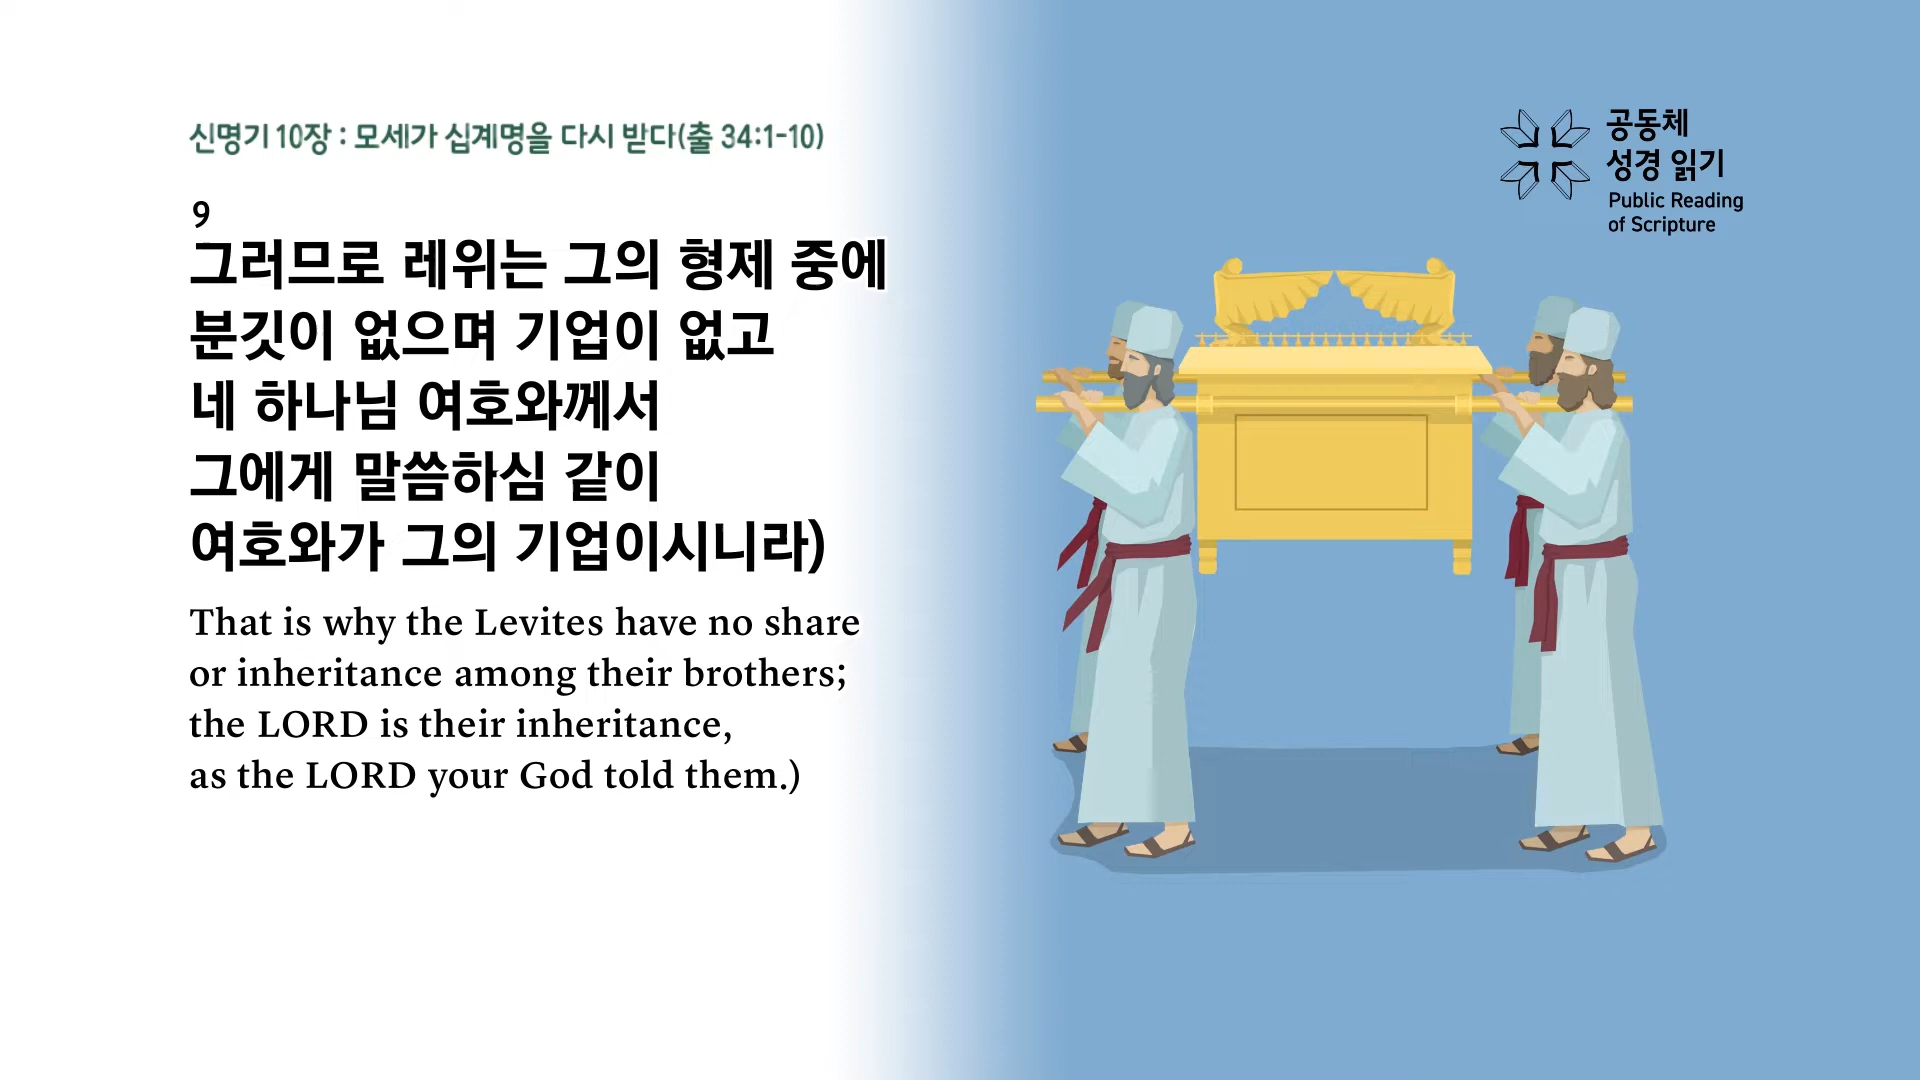 신명기 10장 : 모세가 십계명을 다시 받다(출 34:1-10)
9
그러므로 레위는 그의 형제 중에
분깃이 없으며 기업이 없고
네 하나님 여호와께서
그에게 말씀하심 같이
여호와가 그의 기업이시니라)
That is why the Levites have no share
or inheritance among their brothers;
the LORD is their inheritance,
as the LORD your God told them.)
공동체
성경 읽기
Public Reading
of Scripture